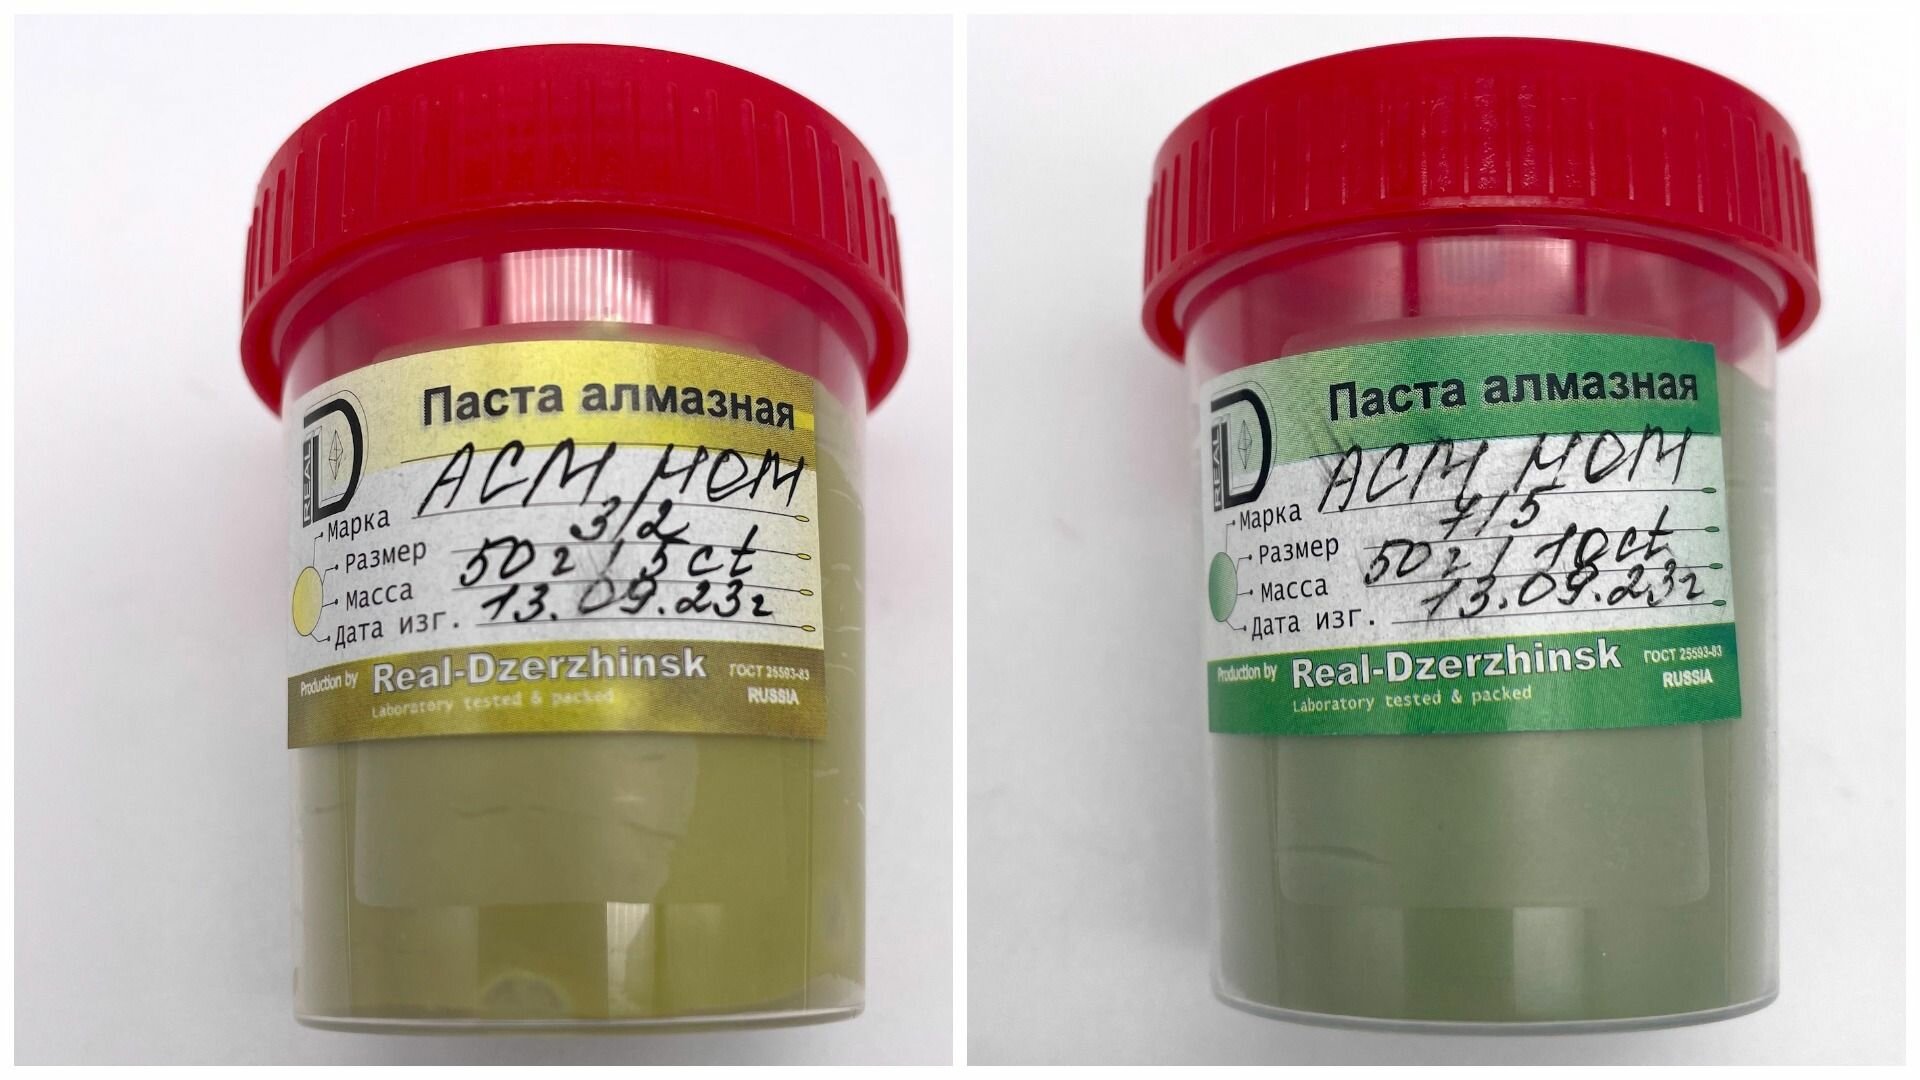 REAL D
Паста алмазная
Марка АСМ НОМ
Размер 3/2
Масса 50г / 5ct
Дата изг. 13.09.23г
Production by Real-Dzerzhinsk ГОСТ 25593-83
Laboratory tested & packed RUSSIA
REAL D
Паста алмазная
Марка АСМ НОМ
Размер 7/5
Масса 50г / 10ct
Дата изг. 13.09.23г
Production by Real-Dzerzhinsk ГОСТ 25593-83
Laboratory tested & packed RUSSIA